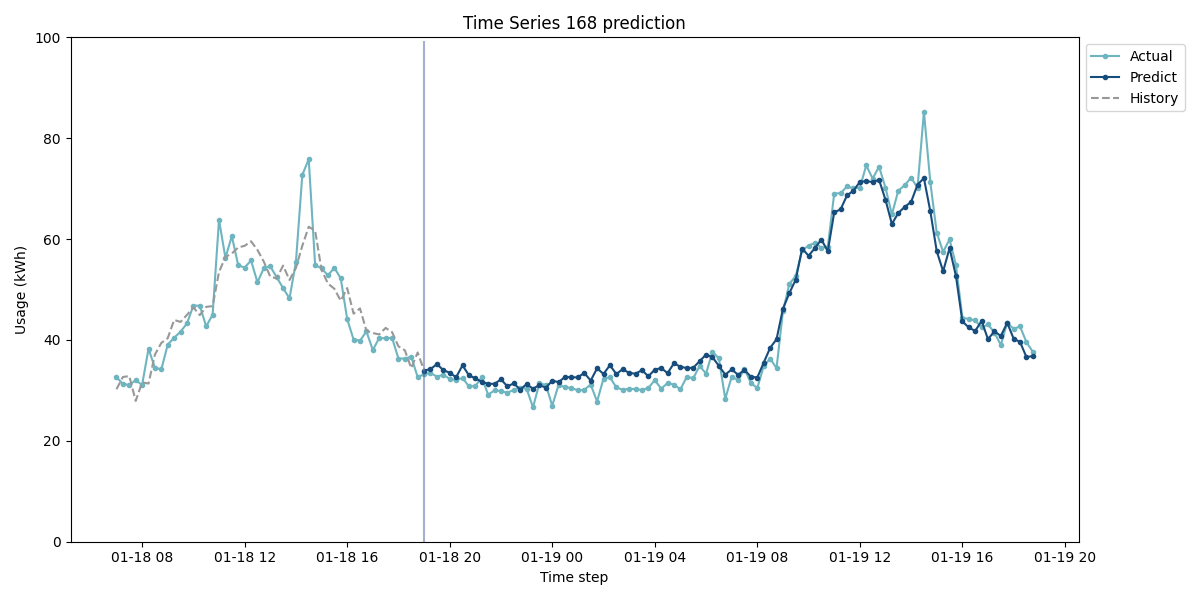 Time Series 168 prediction
Usage (kWh)
100
80
60
40
20
0
01-18 08
01-18 12
01-18 16
01-18 20
01-19 00
01-19 04
01-19 08
01-19 12
01-19 16
01-19 20
Time step
Actual
Predict
History